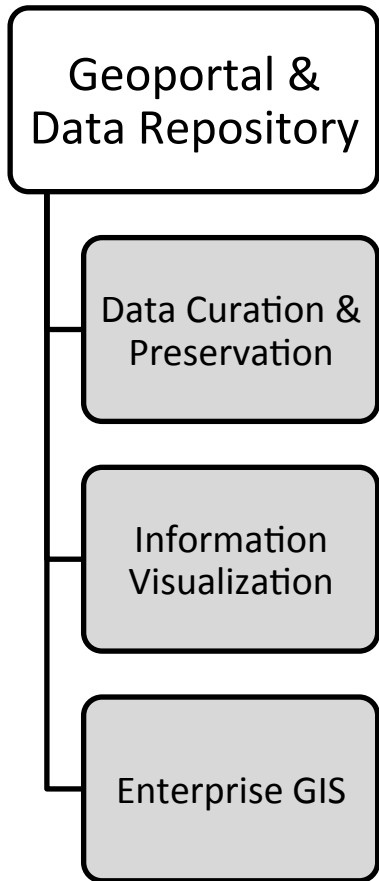 Geoportal &
Data Repository
Data Curation &
Preservation
Information
Visualization
Enterprise GIS